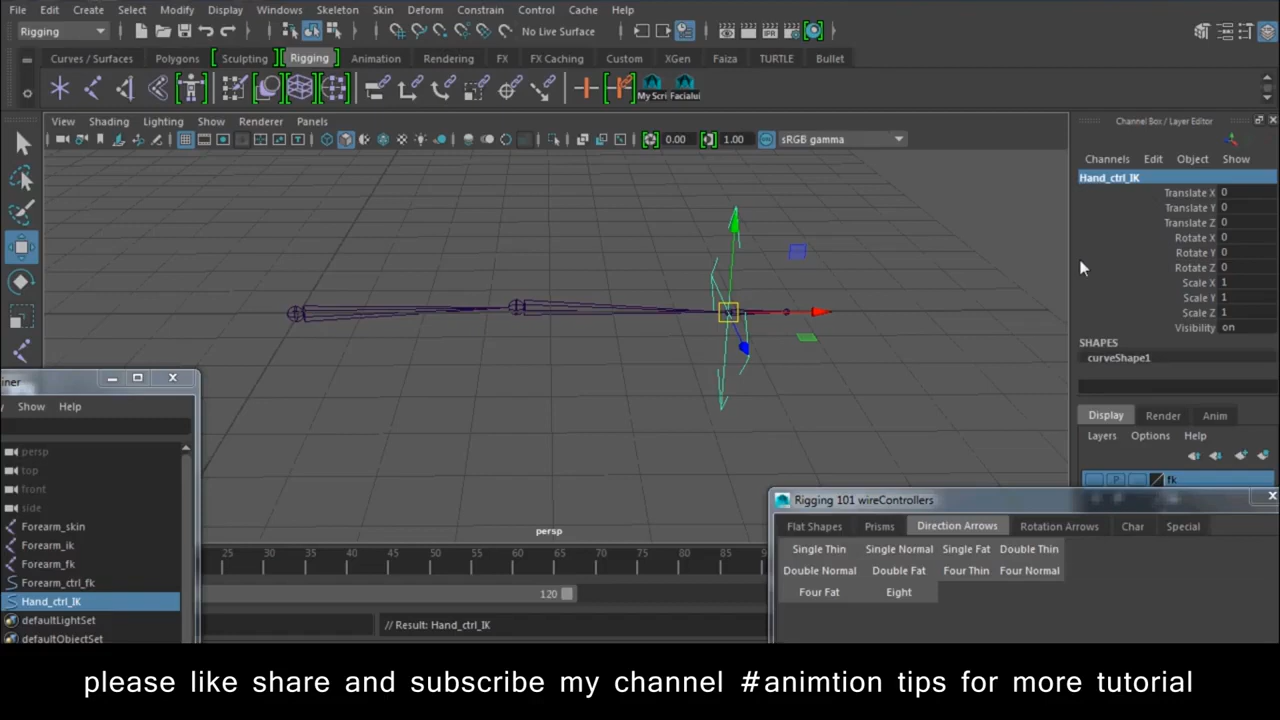 File Edit Create Select Modify Display Windows Skeleton Skin Deform Constrain Control Cache Help
Rigging No Live Surface
Curves / Surfaces Polygons Sculpting Rigging Animation Rendering FX FX Caching Custom XGen Faiza TURTLE Bullet
My Scri Facialui
View Shading Lighting Show Renderer Panels
0.00 1.00 sRGB gamma
Channel Box / Layer Editor
Channels Edit Object Show
Hand_ctrl_IK
Translate X 0
Translate Y 0
Translate Z 0
Rotate X 0
Rotate Y 0
Rotate Z 0
Scale X 1
Scale Y 1
Scale Z 1
Visibility on
SHAPES
curveShape1
Display Render Anim
Layers Options Help
P fk
iner
Show Help
persp
top
front
side
Forearm_skin
Forearm_ik
Forearm_fk
Forearm_ctrl_fk
Hand_ctrl_IK
defaultLightSet
defaultObjectSet
persp
25 30 35 40 45 50 55 60 65 70 75 80 85 90
120
// Result: Hand_ctrl_IK
Rigging 101 wireControllers
Flat Shapes Prisms Direction Arrows Rotation Arrows Char Special
Single Thin Single Normal Single Fat Double Thin
Double Normal Double Fat Four Thin Four Normal
Four Fat Eight
please like share and subscribe my channel #animtion tips for more tutorial